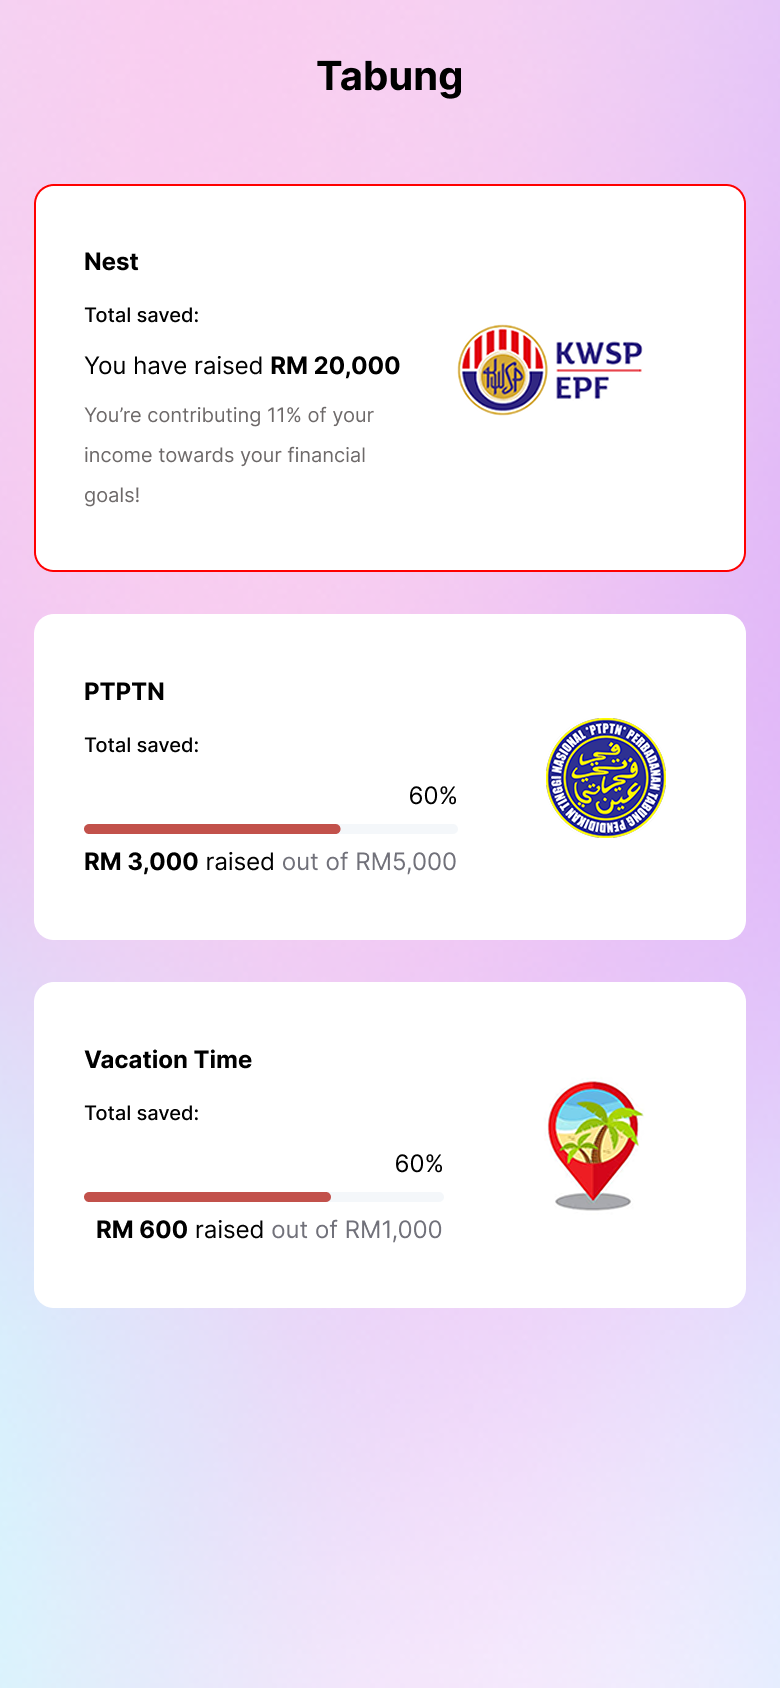 Tabung
Nest
Total saved:
You have raised RM 20,000
You’re contributing 11% of your
income towards your financial
goals!
KWSP
EPF
PTPTN
Total saved:
60%
RM 3,000 raised out of RM5,000
PERBADANAN TABUNG PENDIDIKAN TINGGI NASIONAL "PTPTN"
Vacation Time
Total saved:
60%
RM 600 raised out of RM1,000